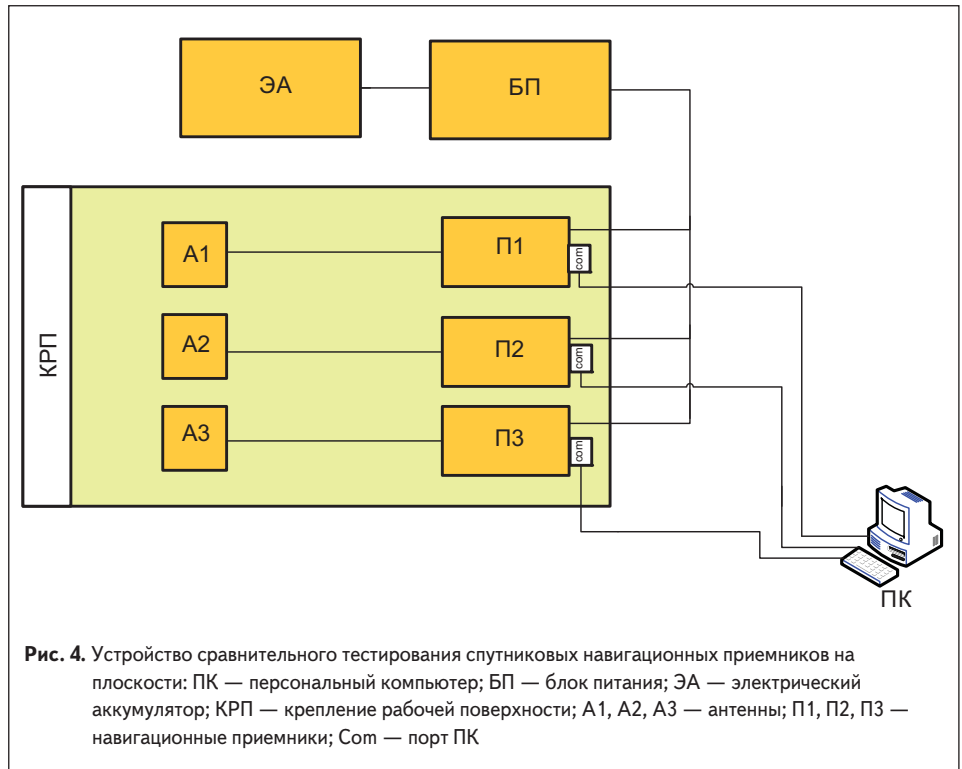 ЭА
БП
КРП
А1
П1
com
А2
П2
com
А3
П3
com
ПК
Рис. 4. Устройство сравнительного тестирования спутниковых навигационных приемников на
плоскости: ПК — персональный компьютер; БП — блок питания; ЭА — электрический
аккумулятор; КРП — крепление рабочей поверхности; А1, А2, А3 — антенны; П1, П2, П3 —
навигационные приемники; Com — порт ПК